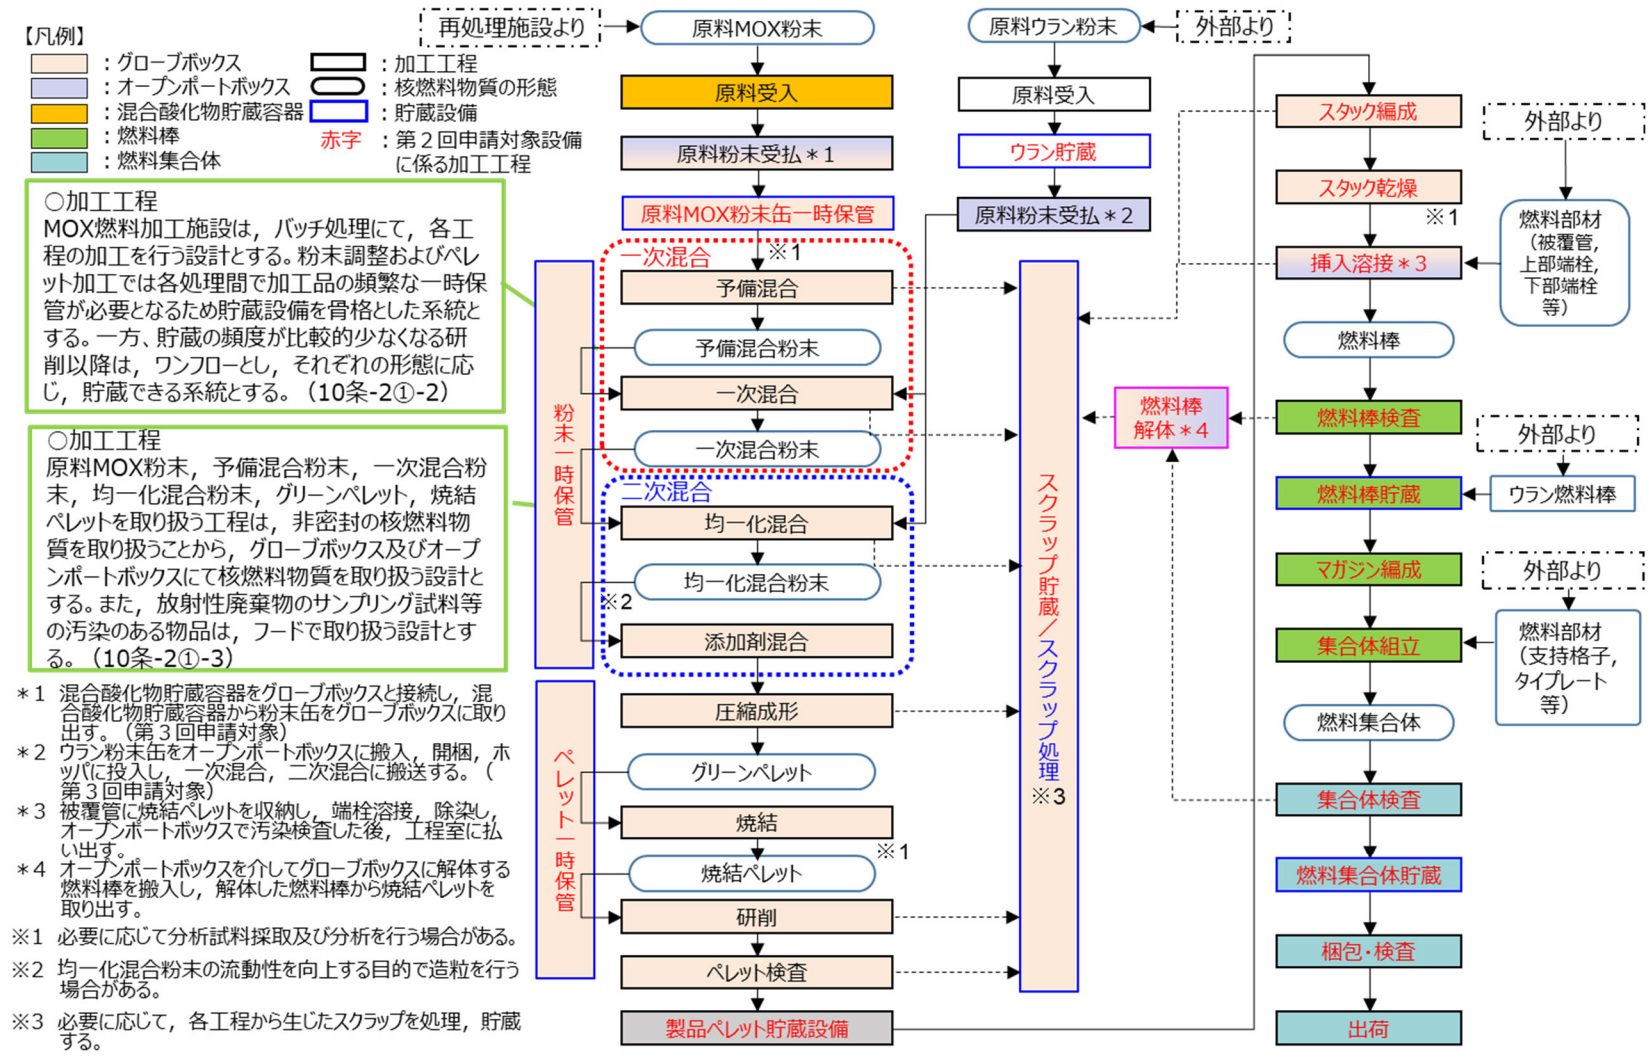 【凡例】
：グローブボックス
：オープンポートボックス
：混合酸化物貯蔵容器
：燃料棒
：燃料集合体
：加工工程
：核燃料物質の形態
：貯蔵設備
赤字 ：第２回申請対象設備
に係る加工工程
○加工工程
MOX燃料加工施設は，バッチ処理にて，各工
程の加工を行う設計とする。粉末調整およびペレ
ット加工では各処理間で加工品の頻繁な一時保
管が必要となるため貯蔵設備を骨格とした系統と
する。一方、貯蔵の頻度が比較的少なくなる研
削以降は，ワンフローとし，それぞれの形態に応
じ，貯蔵できる系統とする。（10条-2①-2）
○加工工程
原料MOX粉末，予備混合粉末，一次混合粉
末，均一化混合粉末，グリーンペレット，焼結
ペレットを取り扱う工程は，非密封の核燃料物
質を取り扱うことから，グローブボックス及びオープ
ンポートボックスにて核燃料物質を取り扱う設計と
する。また，放射性廃棄物のサンプリング試料等
の汚染のある物品は，フードで取り扱う設計とす
る。（10条-2①-3）
＊1 混合酸化物貯蔵容器をグローブボックスと接続し，混
合酸化物貯蔵容器から粉末缶をグローブボックスに取り
出す。（第３回申請対象）
＊2 ウラン粉末缶をオープンポートボックスに搬入，開梱，ホ
ッパに投入し，一次混合，二次混合に搬送する。（
第３回申請対象）
＊3 被覆管に焼結ペレットを収納し，端栓溶接，除染し，
オープンポートボックスで汚染検査した後，工程室に払
い出す。
＊4 オープンポートボックスを介してグローブボックスに解体する
燃料棒を搬入し，解体した燃料棒から焼結ペレットを
取り出す。
※1 必要に応じて分析試料採取及び分析を行う場合がある。
※2 均一化混合粉末の流動性を向上する目的で造粒を行う
場合がある。
※3 必要に応じて，各工程から生じたスクラップを処理，貯蔵
する。
再処理施設より
原料MOX粉末
原料受入
原料粉末受払＊1
原料MOX粉末缶一時保管
※1
一次混合
予備混合
予備混合粉末
一次混合
一次混合粉末
二次混合
均一化混合
均一化混合粉末
※2
添加剤混合
圧縮成形
グリーンペレット
焼結
※1
焼結ペレット
研削
ペレット検査
製品ペレット貯蔵設備
粉末一時保管
ペレット一時保管
原料ウラン粉末
外部より
原料受入
ウラン貯蔵
原料粉末受払＊2
スクラップ貯蔵／スクラップ処理
※3
燃料棒
解体＊4
スタック編成
スタック乾燥
※1
挿入溶接＊3
燃料棒
燃料棒検査
燃料棒貯蔵
マガジン編成
集合体組立
燃料集合体
集合体検査
燃料集合体貯蔵
梱包・検査
出荷
外部より
燃料部材
（被覆管，
上部端栓，
下部端栓
等）
外部より
ウラン燃料棒
外部より
燃料部材
（支持格子，
タイプレート
等）